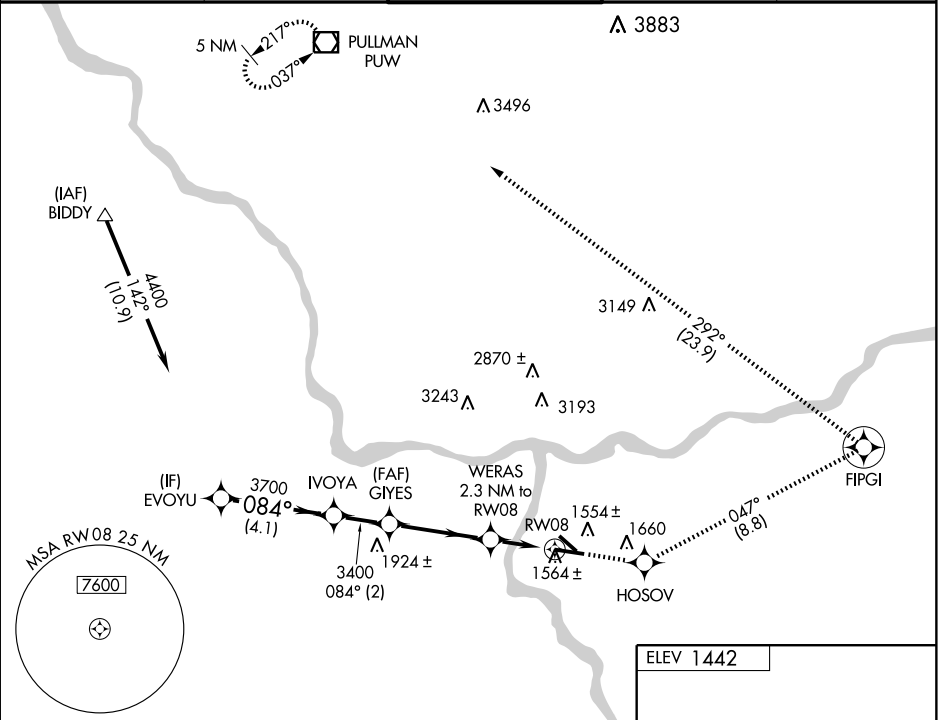 3883
5 NM
217°
037°
PULLMAN
PUW
3496
(IAF)
BIDDY
4400
142°
(10.9)
3149
292°
(23.9)
2870 ±
3243
3193
FIPGI
(IF)
EVOYU
3700
084°
(4.1)
IVOYA
(FAF)
GIYES
WERAS
2.3 NM to
RW08
RW08
1554 ±
1660
047°
(8.8)
1924 ±
3400
084° (2)
1564 ±
HOSOV
MSA RW08 25 NM
7600
ELEV 1442